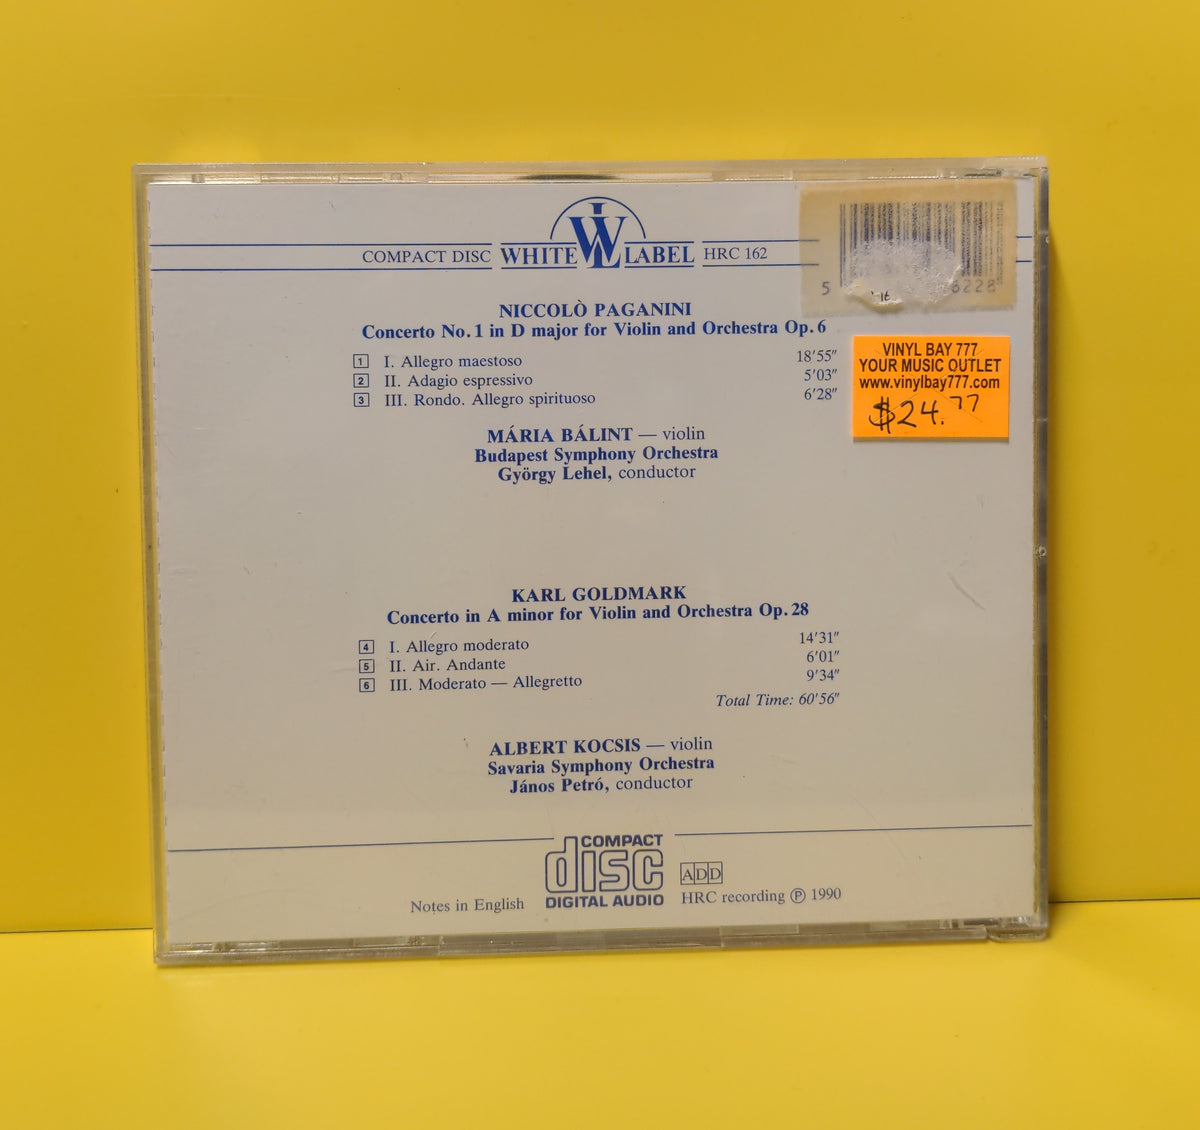 COMPACT DISC WHITE WL LABEL HRC 162
NICCOLÒ PAGANINI
Concerto No. 1 in D major for Violin and Orchestra Op. 6
1 I. Allegro maestoso 18'55"
2 II. Adagio espressivo 5'03"
3 III. Rondo. Allegro spirituoso 6'28"
MÁRIA BÁLINT — violin
Budapest Symphony Orchestra
György Lehel, conductor
5 6228
VINYL BAY 777
YOUR MUSIC OUTLET
www.vinylbay777.com
$24.77
KARL GOLDMARK
Concerto in A minor for Violin and Orchestra Op. 28
4 I. Allegro moderato 14'31"
5 II. Air. Andante 6'01"
6 III. Moderato — Allegretto 9'34"
Total Time: 60'56"
ALBERT KOCSIS — violin
Savaria Symphony Orchestra
János Petró, conductor
COMPACT
disc
DIGITAL AUDIO
ADD
Notes in English
HRC recording ℗ 1990